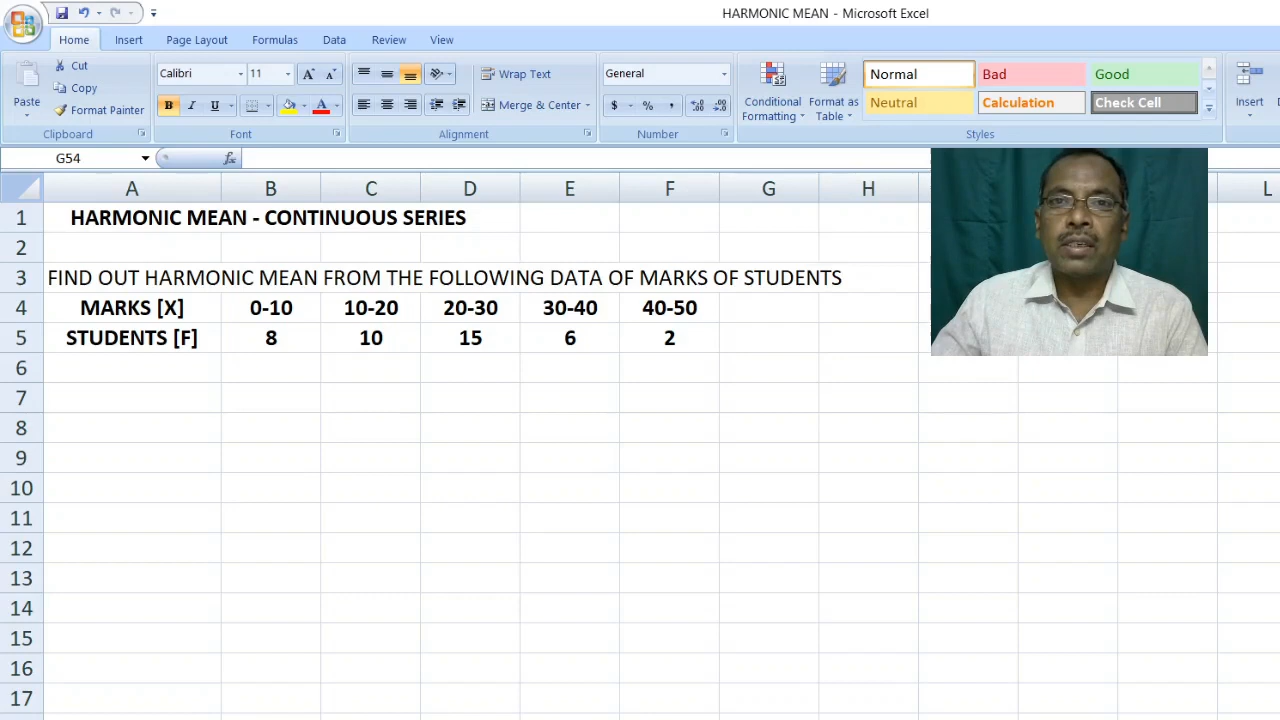 HARMONIC MEAN - Microsoft Excel
Home Insert Page Layout Formulas Data Review View
Cut
Copy
Format Painter
Paste
Clipboard
Calibri 11
B I U
A A A
Font
Wrap Text
Merge & Center
Alignment
General
$ % ,
Number
Conditional Formatting
Format as Table
Normal Bad Good
Neutral Calculation Check Cell
Styles
Insert
G54 fx
A B C D E F G H L
1 HARMONIC MEAN - CONTINUOUS SERIES
2
3 FIND OUT HARMONIC MEAN FROM THE FOLLOWING DATA OF MARKS OF STUDENTS
4 MARKS [X] 0-10 10-20 20-30 30-40 40-50
5 STUDENTS [F] 8 10 15 6 2
6
7
8
9
10
11
12
13
14
15
16
17